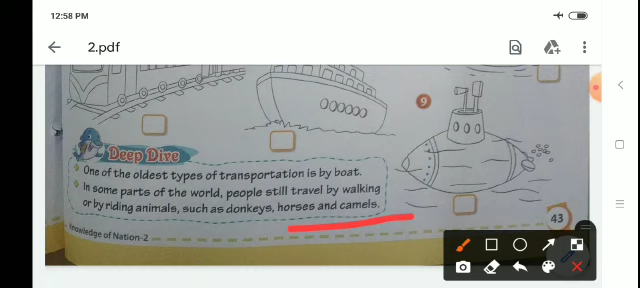 12:58 PM
2.pdf
9
Deep Dive
One of the oldest types of transportation is by boat.
In some parts of the world, people still travel by walking
or by riding animals, such as donkeys, horses and camels.
43
Knowledge of Nation-2